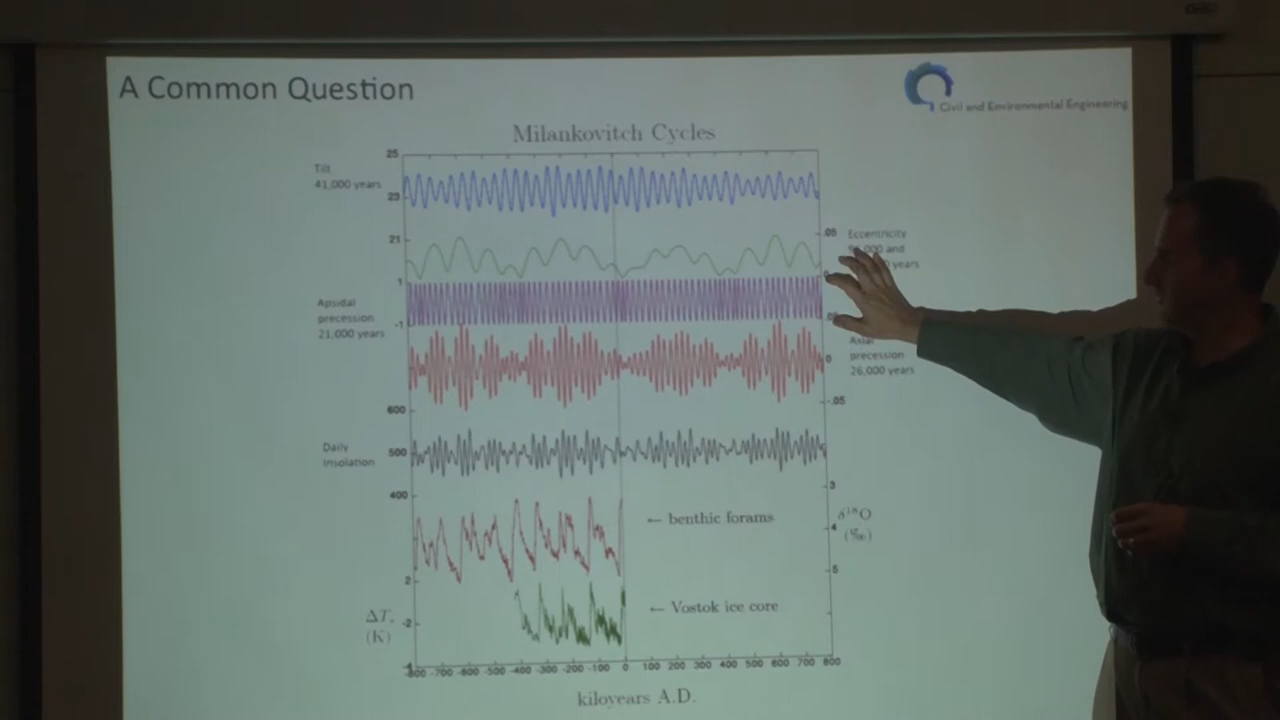 A Common Question
Civil and Environmental Engineering
Milankovitch Cycles
Tilt
41,000 years
25
23
21
1
-1
.05
Eccentricity
and
years
Apsidal
precession
21,000 years
0
-.05
Axial
precession
26,000 years
Daily
insolation
600
500
400
3
4
5
← benthic forams
δ¹⁸O
(‰)
2
-2
← Vostok ice core
ΔT
(K)
-800 -700 -600 -500 -400 -300 -200 -100 0 100 200 300 400 500 600 700 800
kiloyears A.D.